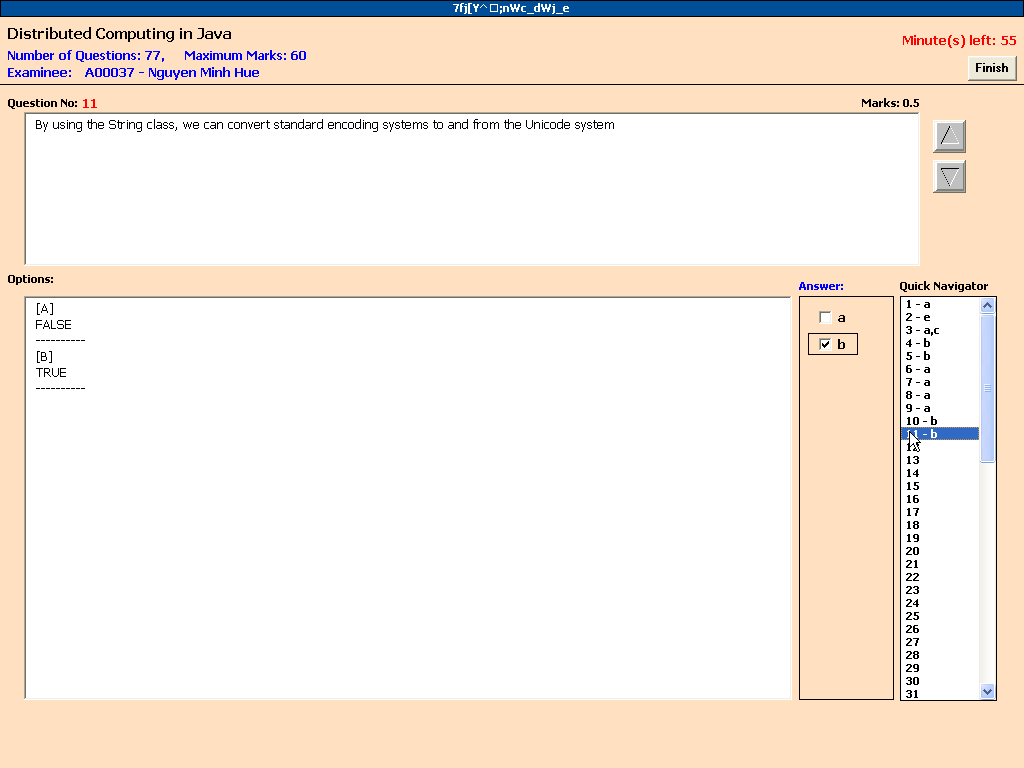 7fj[Y^ □;nWc_dWj_e
Distributed Computing in Java
Number of Questions: 77, Maximum Marks: 60
Minute(s) left: 55
Examinee: A00037 - Nguyen Minh Hue
Finish
Question No: 11
Marks: 0.5
By using the String class, we can convert standard encoding systems to and from the Unicode system
Options:
[A]
FALSE
----------
[B]
TRUE
----------
Answer:
a
b
Quick Navigator
1 - a
2 - e
3 - a,c
4 - b
5 - b
6 - a
7 - a
8 - a
9 - a
10 - b
11 - b
12
13
14
15
16
17
18
19
20
21
22
23
24
25
26
27
28
29
30
31